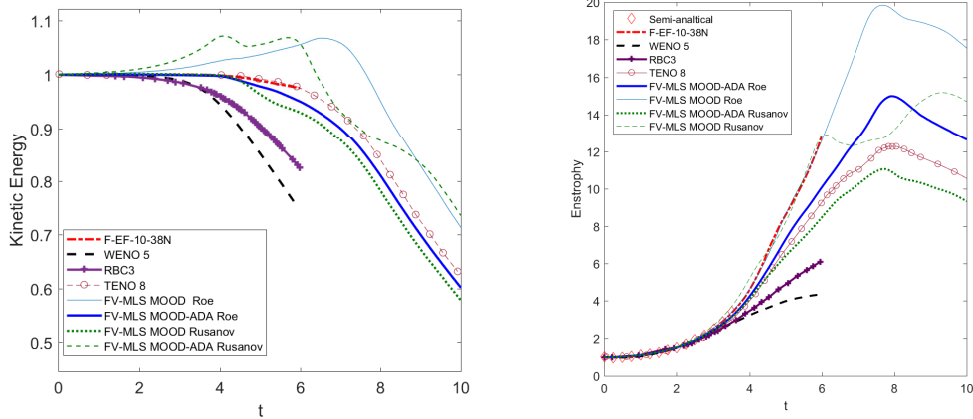 1.1
1
0.9
0.8
0.7
0.6
0.5
Kinetic Energy
F-EF-10-38N
WENO 5
RBC3
TENO 8
FV-MLS MOOD Roe
FV-MLS MOOD-ADA Roe
FV-MLS MOOD Rusanov
FV-MLS MOOD-ADA Rusanov
0 2 4 6 8 10
t
20
18
16
14
12
10
8
6
4
2
0
Enstrophy
Semi-analtical
F-EF-10-38N
WENO 5
RBC3
TENO 8
FV-MLS MOOD-ADA Roe
FV-MLS MOOD Roe
FV-MLS MOOD-ADA Rusanov
FV-MLS MOOD Rusanov
0 2 4 6 8 10
t